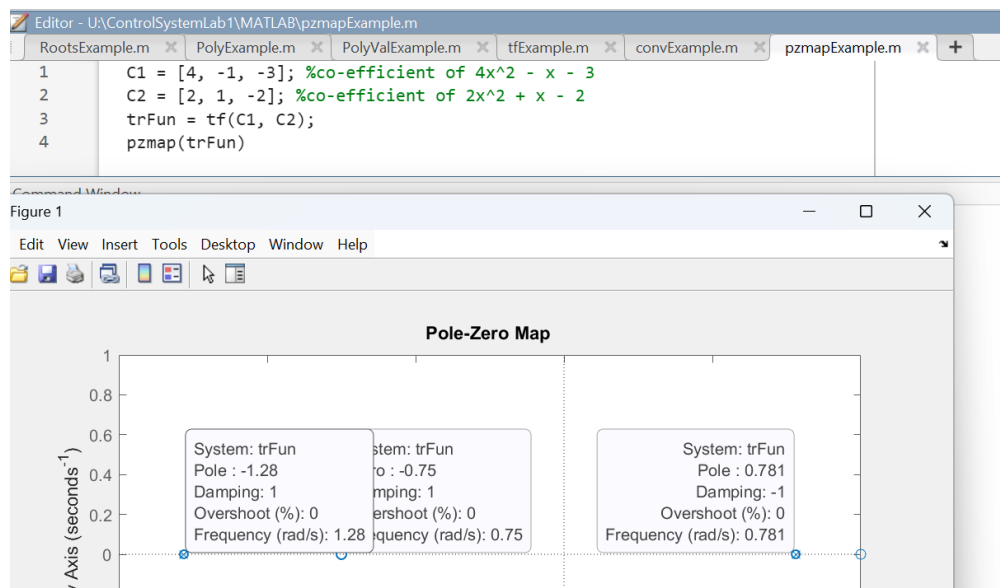 Editor - U:\ControlSystemLab1\MATLAB\pzmapExample.m
RootsExample.m PolyExample.m PolyValExample.m tfExample.m convExample.m pzmapExample.m +
1 C1 = [4, -1, -3]; %co-efficient of 4x^2 - x - 3
2 C2 = [2, 1, -2]; %co-efficient of 2x^2 + x - 2
3 trFun = tf(C1, C2);
4 pzmap(trFun)
Command Window
Figure 1
Edit View Insert Tools Desktop Window Help
Pole-Zero Map
1
0.8
0.6
0.4
0.2
0
Axis (seconds⁻¹)
System: trFun
Pole : -1.28
Damping: 1
Overshoot (%): 0
Frequency (rad/s): 1.28
stem: trFun
ro : -0.75
mping: 1
ershoot (%): 0
equency (rad/s): 0.75
System: trFun
Pole : 0.781
Damping: -1
Overshoot (%): 0
Frequency (rad/s): 0.781